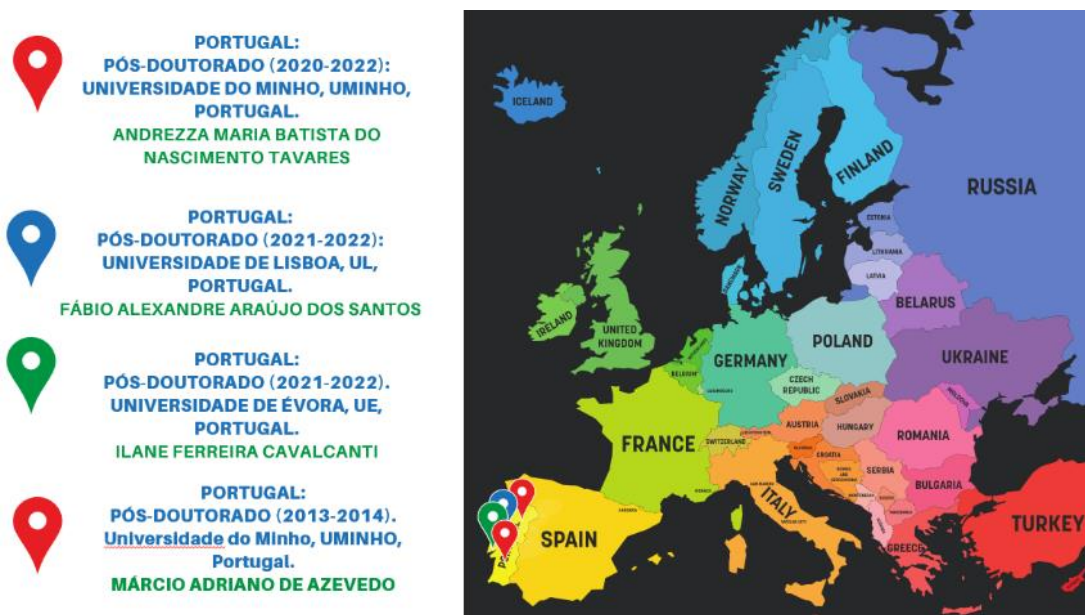 PORTUGAL:
PÓS-DOUTORADO (2020-2022):
UNIVERSIDADE DO MINHO, UMINHO,
PORTUGAL.
ANDREZZA MARIA BATISTA DO
NASCIMENTO TAVARES
PORTUGAL:
PÓS-DOUTORADO (2021-2022):
UNIVERSIDADE DE LISBOA, UL,
PORTUGAL.
FÁBIO ALEXANDRE ARAÚJO DOS SANTOS
PORTUGAL:
PÓS-DOUTORADO (2021-2022).
UNIVERSIDADE DE ÉVORA, UE,
PORTUGAL.
ILANE FERREIRA CAVALCANTI
PORTUGAL:
PÓS-DOUTORADO (2013-2014).
Universidade do Minho, UMINHO,
Portugal.
MÁRCIO ADRIANO DE AZEVEDO
ICELAND
NORWAY
SWEDEN
FINLAND
RUSSIA
ESTONIA
LITHUANIA
LATVIA
BELARUS
IRELAND
UNITED
KINGDOM
BELGIUM
GERMANY
POLAND
UKRAINE
CZECH
REPUBLIC
SLOVAKIA
MOLDOVA
FRANCE
SWITZERLAND
AUSTRIA
HUNGARY
ROMANIA
CROATIA
SERBIA
BULGARIA
ITALY
SPAIN
GREECE
TURKEY